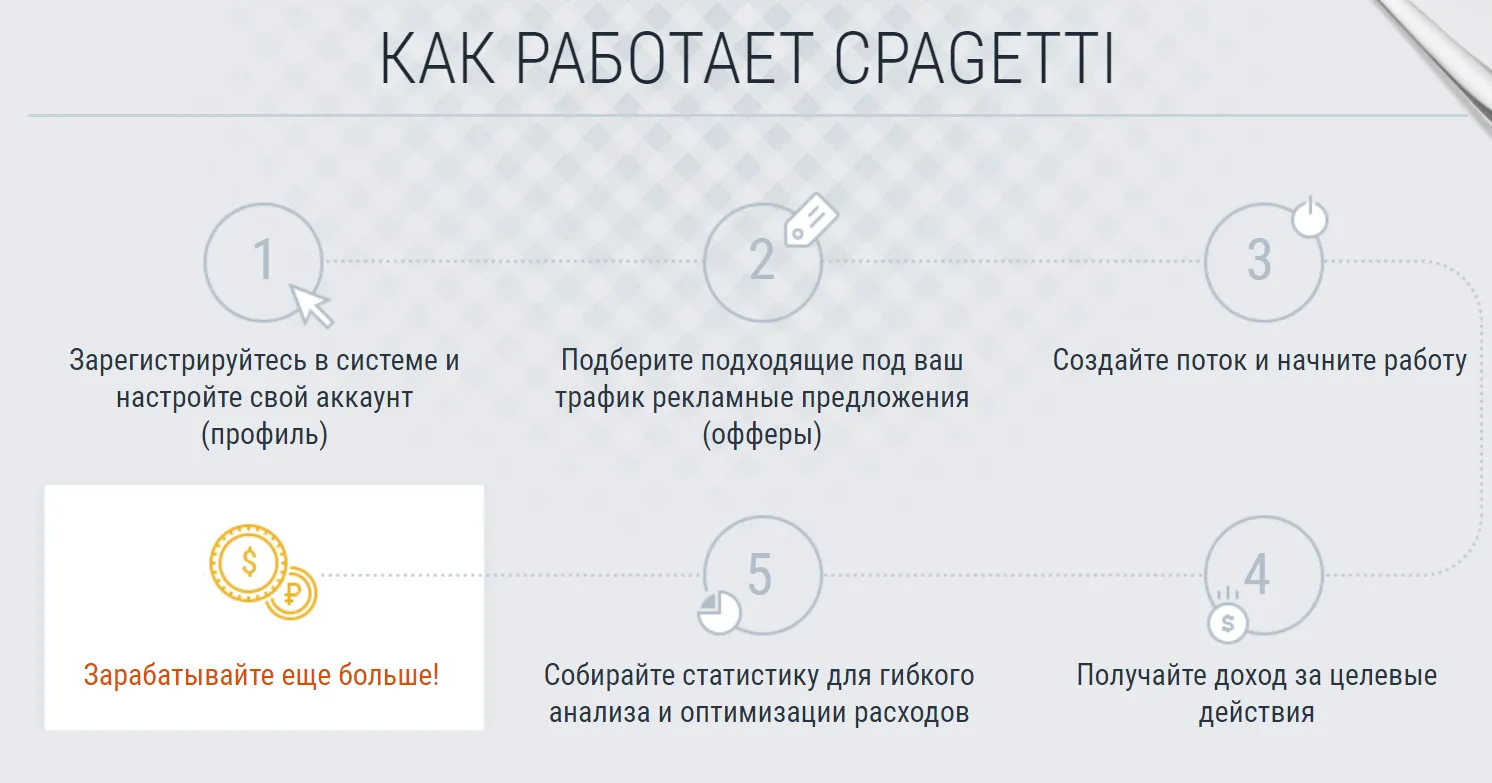 КАК РАБОТАЕТ CPAGETTI
1
Зарегистрируйтесь в системе и
настройте свой аккаунт
(профиль)
2
Подберите подходящие под ваш
трафик рекламные предложения
(офферы)
3
Создайте поток и начните работу
$
4
Получайте доход за целевые
действия
5
Собирайте статистику для гибкого
анализа и оптимизации расходов
$
₽
Зарабатывайте еще больше!